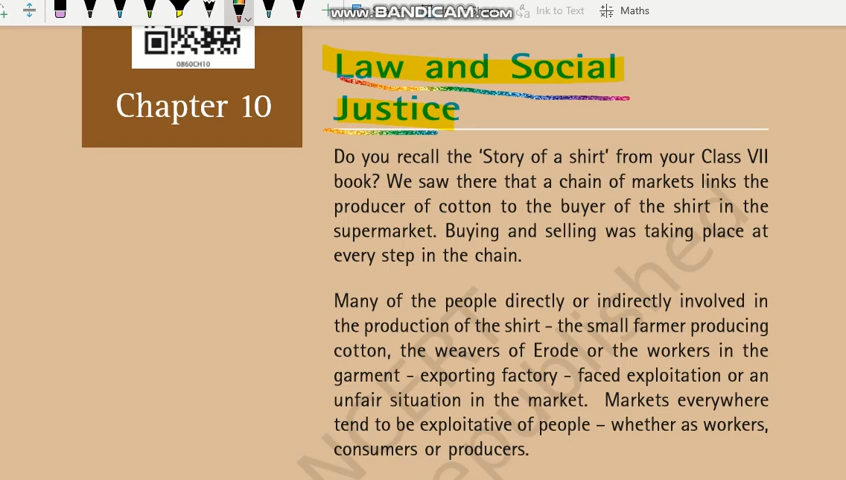 www.BANDICAM.com
Ink to Text
Maths
0860CH10
Chapter 10
Law and Social
Justice
Do you recall the ‘Story of a shirt’ from your Class VII
book? We saw there that a chain of markets links the
producer of cotton to the buyer of the shirt in the
supermarket. Buying and selling was taking place at
every step in the chain.
Many of the people directly or indirectly involved in
the production of the shirt - the small farmer producing
cotton, the weavers of Erode or the workers in the
garment - exporting factory - faced exploitation or an
unfair situation in the market. Markets everywhere
tend to be exploitative of people – whether as workers,
consumers or producers.
NCERT
republished